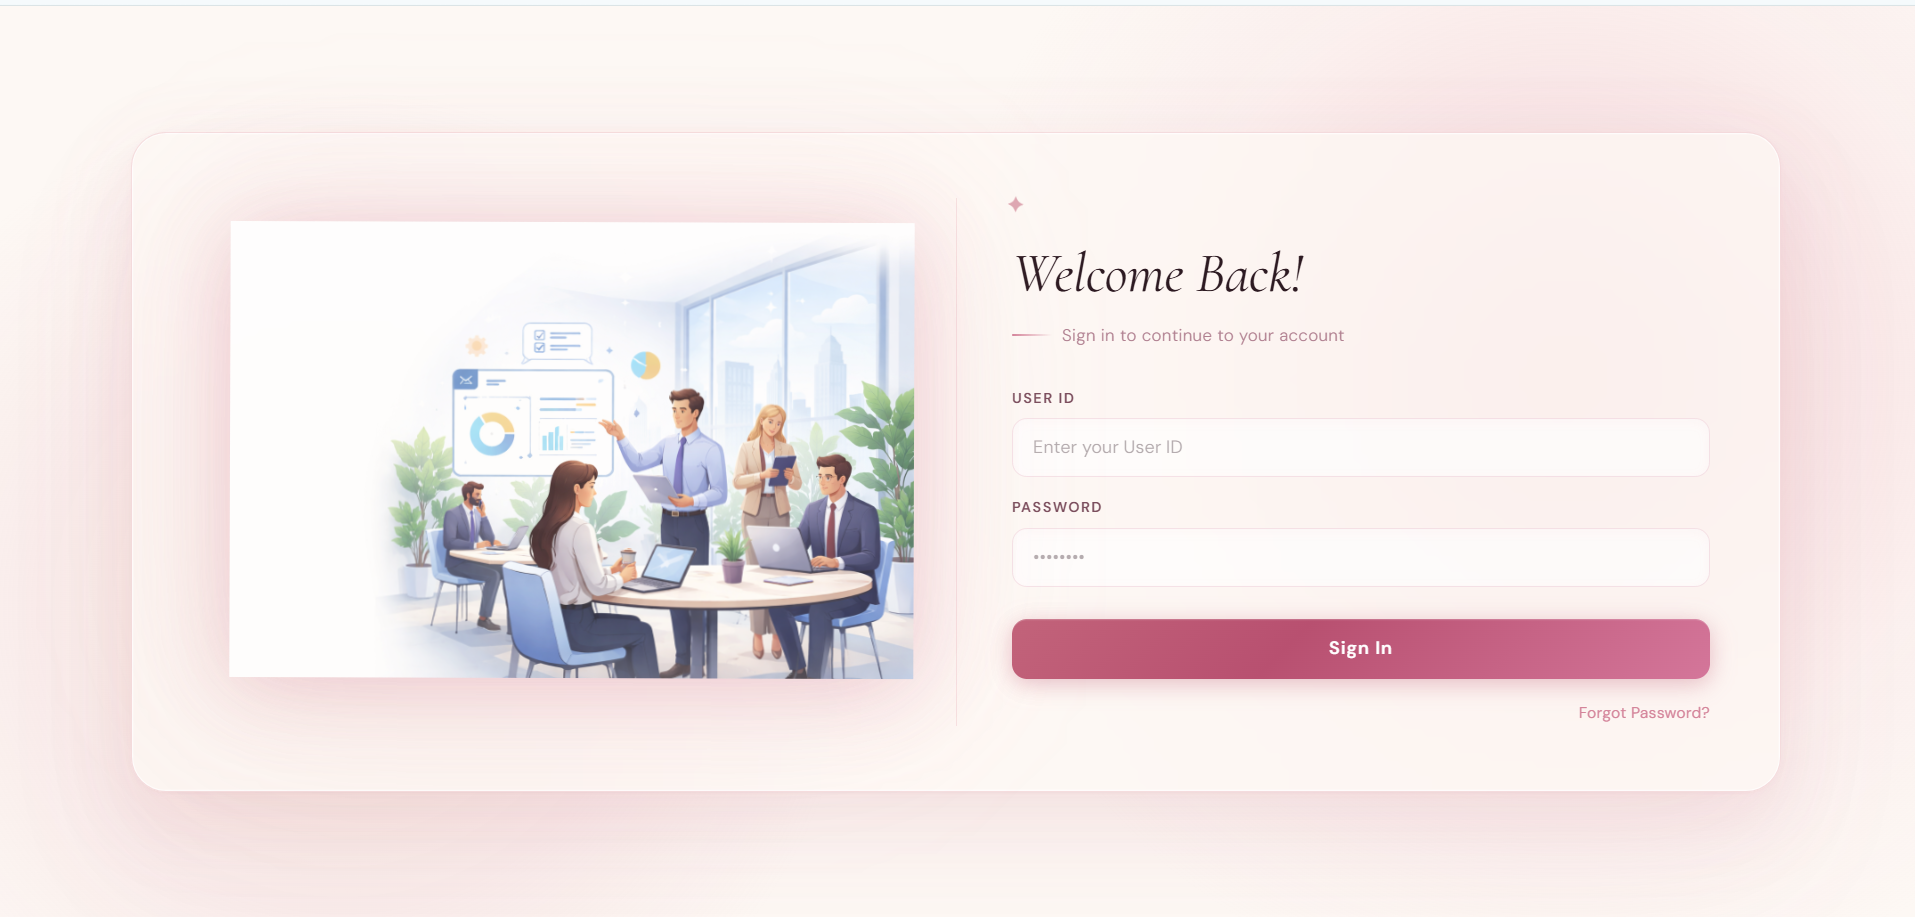 Welcome Back!
Sign in to continue to your account
USER ID
Enter your User ID
PASSWORD
••••••••
Sign In
Forgot Password?